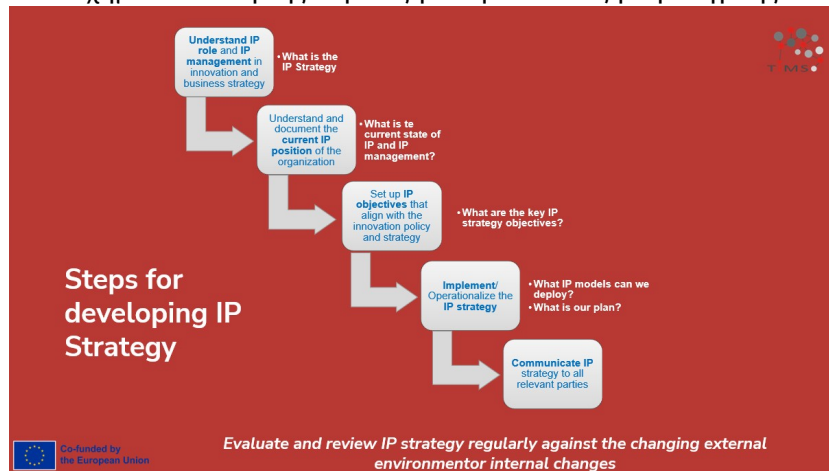 Understand IP
role and IP
management in
innovation and
business strategy
• What is the
IP Strategy
Understand and
document the
current IP
position of the
organization
• What is te
current state of
IP and IP
management?
Set up IP
objectives that
align with the
innovation policy
and strategy
• What are the key IP
strategy objectives?
Implement/
Operationalize the
IP strategy
• What IP models can we
deploy?
• What is our plan?
Communicate IP
strategy to all
relevant parties
Steps for
developing IP
Strategy
Co-funded by
the European Union
Evaluate and review IP strategy regularly against the changing external
environmentor internal changes